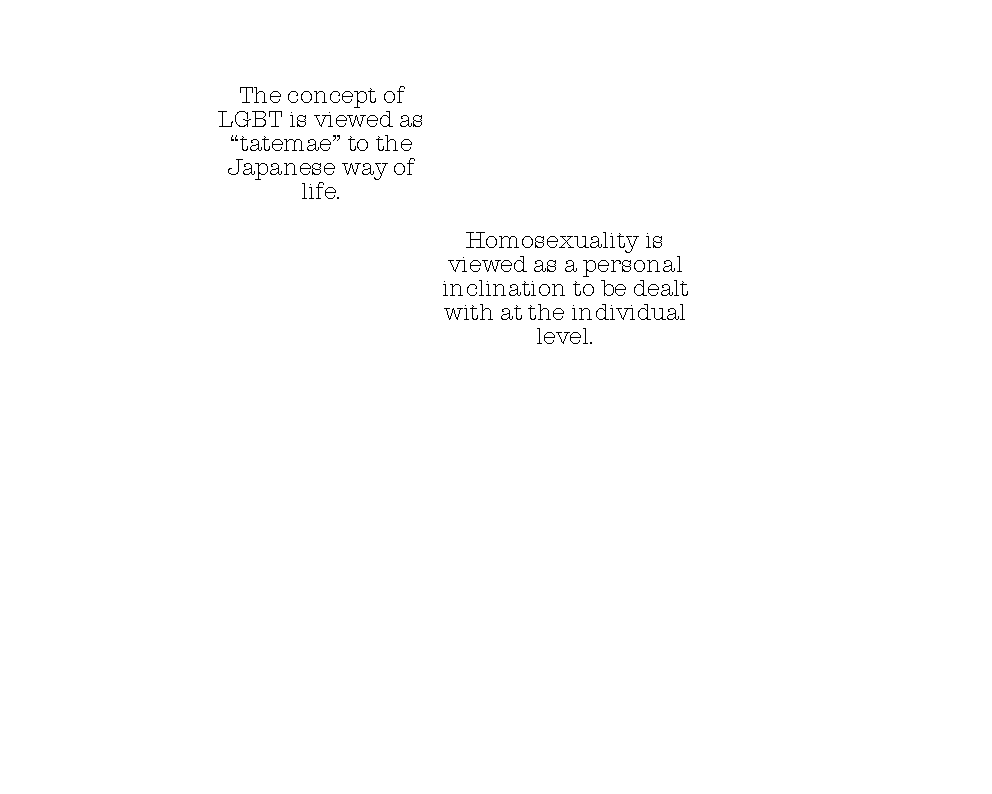 The concept of
LGBT is viewed as
“tatemae” to the
Japanese way of
life.
Homosexuality is
viewed as a personal
inclination to be dealt
with at the individual
level.